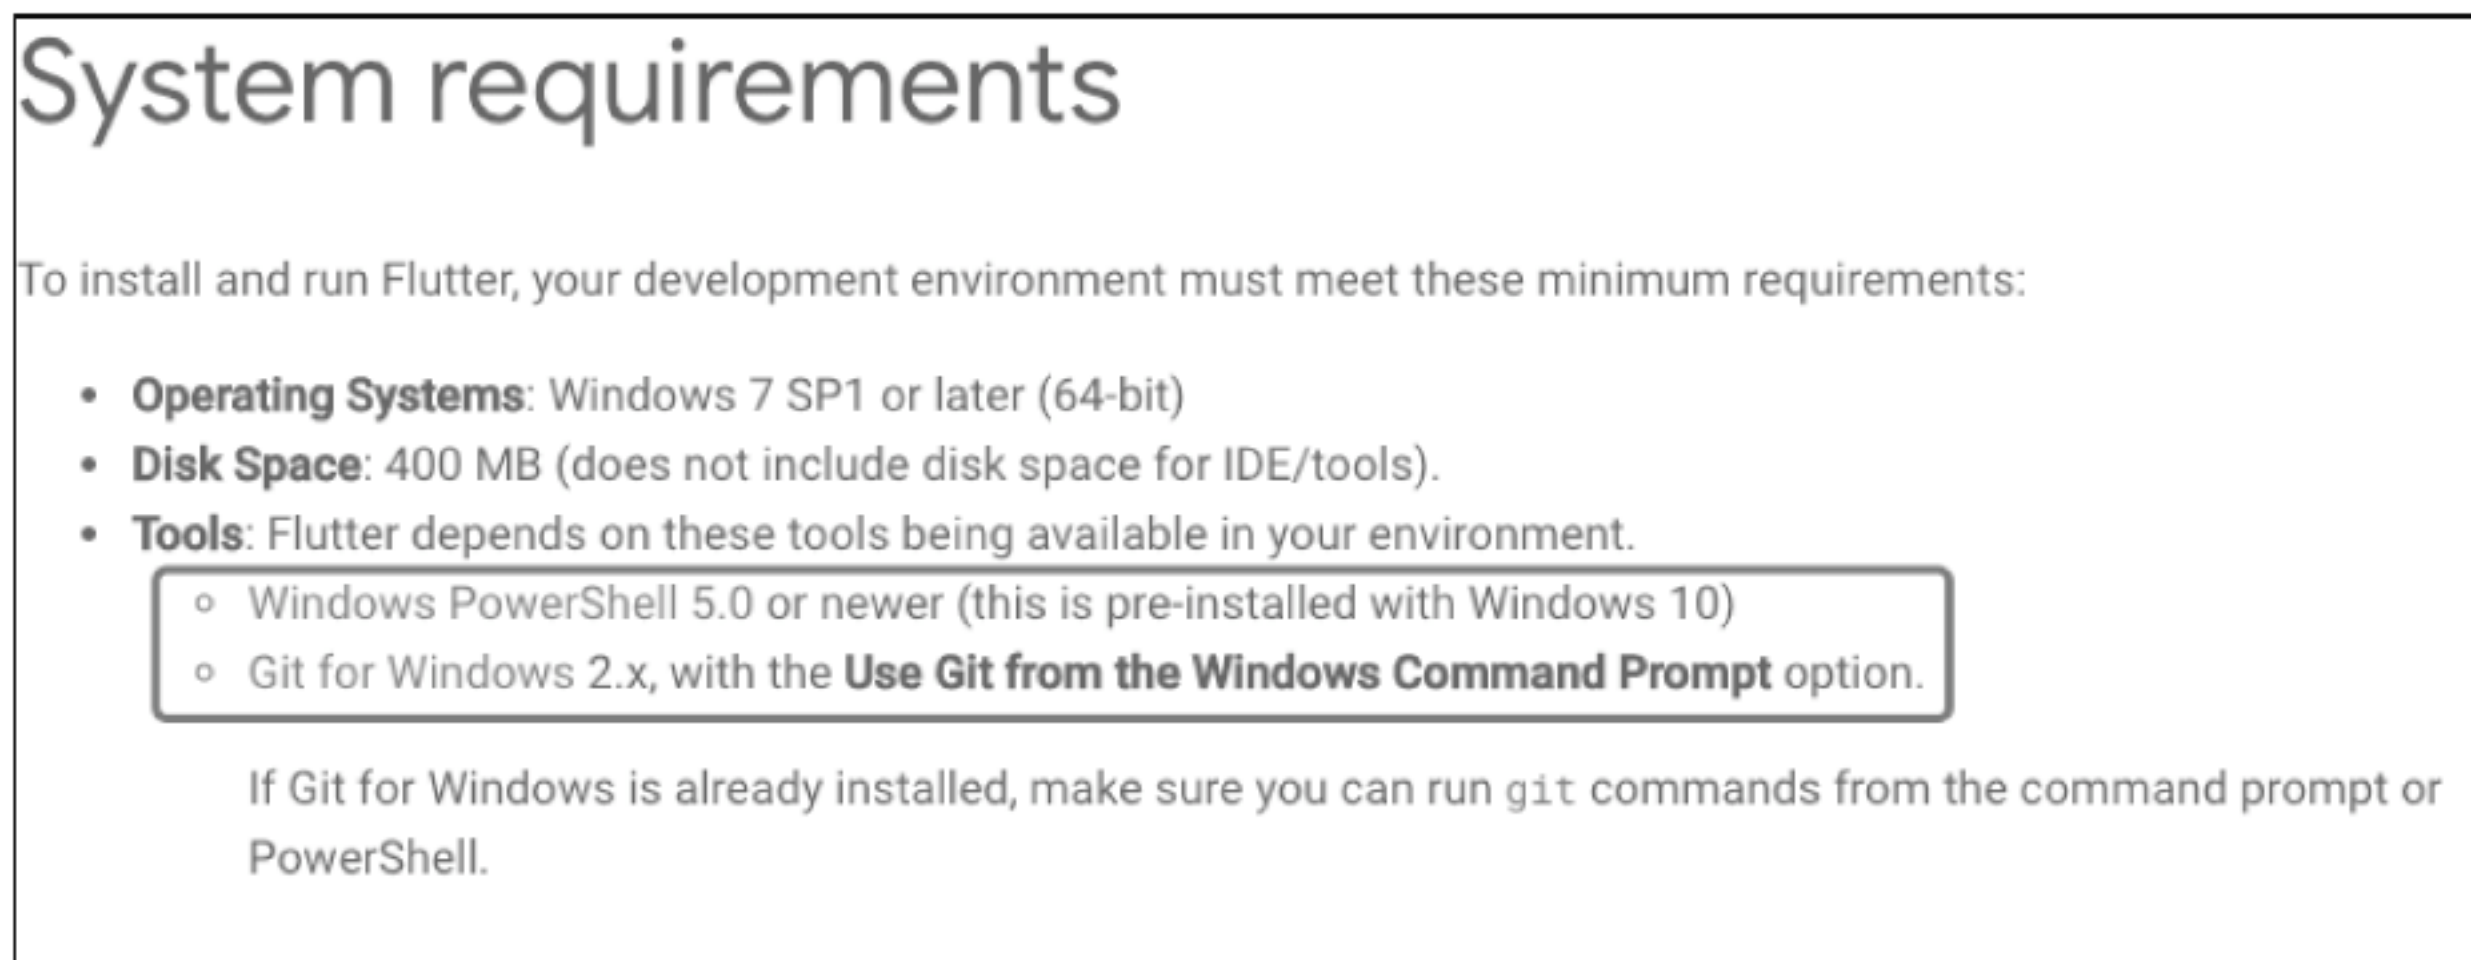 System requirements
To install and run Flutter, your development environment must meet these minimum requirements:
• Operating Systems: Windows 7 SP1 or later (64-bit)
• Disk Space: 400 MB (does not include disk space for IDE/tools).
• Tools: Flutter depends on these tools being available in your environment.
◦ Windows PowerShell 5.0 or newer (this is pre-installed with Windows 10)
◦ Git for Windows 2.x, with the Use Git from the Windows Command Prompt option.
If Git for Windows is already installed, make sure you can run git commands from the command prompt or
PowerShell.